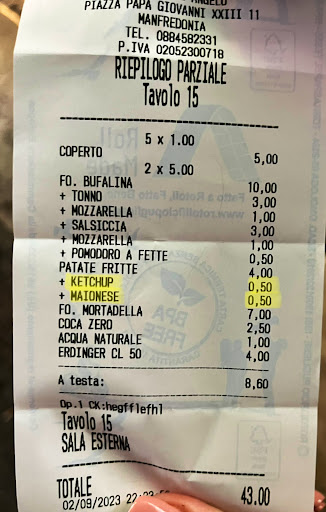 PIAZZA PAPA GIOVANNI XXIII 11
MANFREDONIA
TEL. 0884582331
P.IVA 02052300718
RIEPILOGO PARZIALE
Tavolo 15
5 x 1.00
COPERTO 5,00
2 x 5.00
FO. BUFALINA 10,00
+ TONNO 3,00
+ MOZZARELLA 1,00
+ SALSICCIA 3,00
+ MOZZARELLA 1,00
+ POMODORO A FETTE 0,50
PATATE FRITTE 4,00
+ KETCHUP 0,50
+ MAIONESE 0,50
FO. MORTADELLA 7,00
COCA ZERO 2,50
ACQUA NATURALE 1,00
ERDINGER CL 50 4,00
A testa: 8,60
Op.1 CK:hegfflefhl
Tavolo 15
SALA ESTERNA
TOTALE 43.00
02/09/2023
BPA
FREE